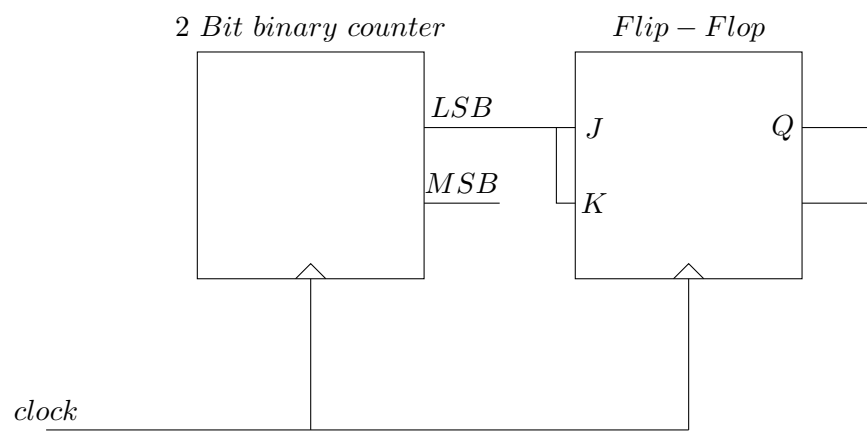 2 Bit binary counter
Flip − Flop
LSB
J
Q
MSB
K
clock